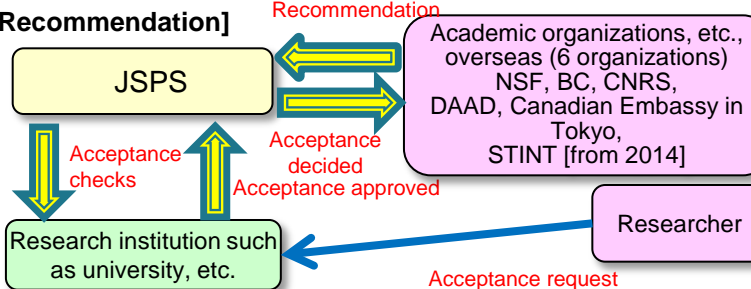 Recommendation]
Recommendation
JSPS
Academic organizations, etc.,
overseas (6 organizations)
NSF, BC, CNRS,
DAAD, Canadian Embassy in
Tokyo,
STINT [from 2014]
Acceptance
checks
Acceptance
decided
Acceptance approved
Research institution such
as university, etc.
Researcher
Acceptance request